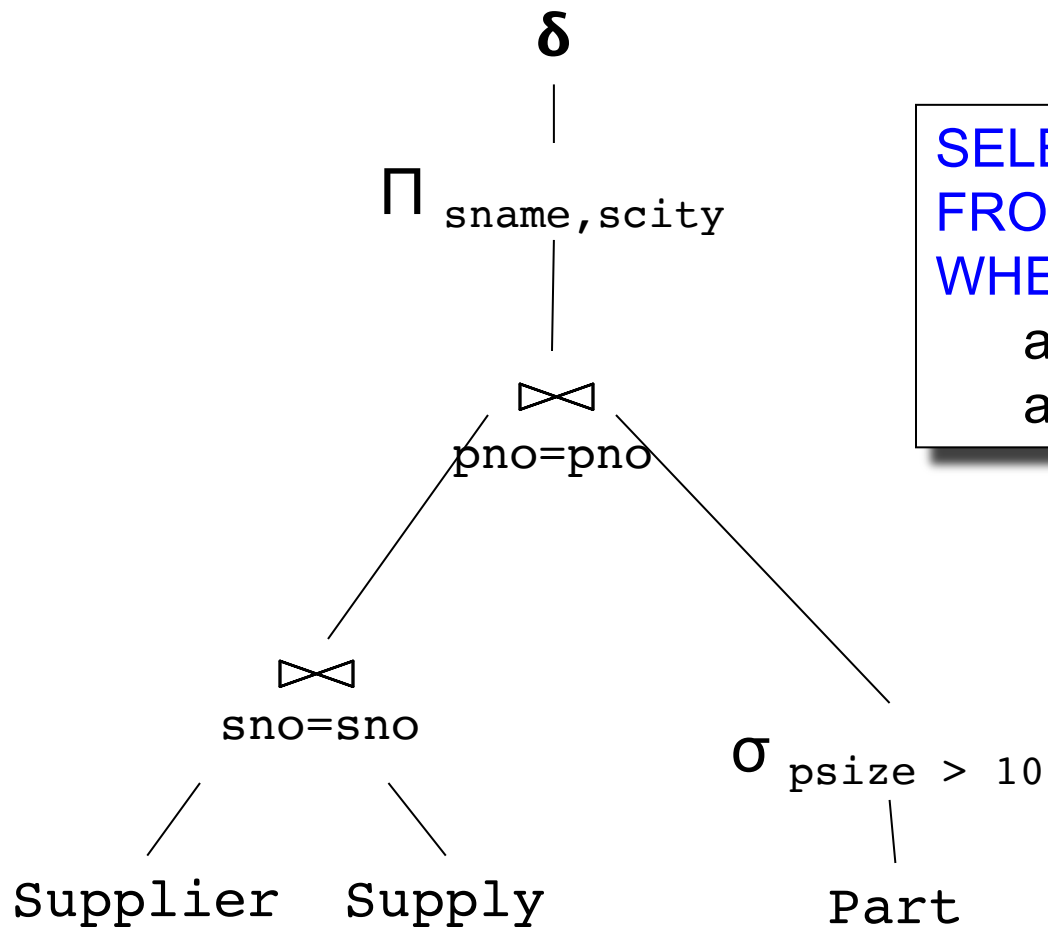 δ
Π sname,scity
SELE
FRO
WHE
a
a
pno=pno
sno=sno
σ psize > 10
Supplier Supply Part